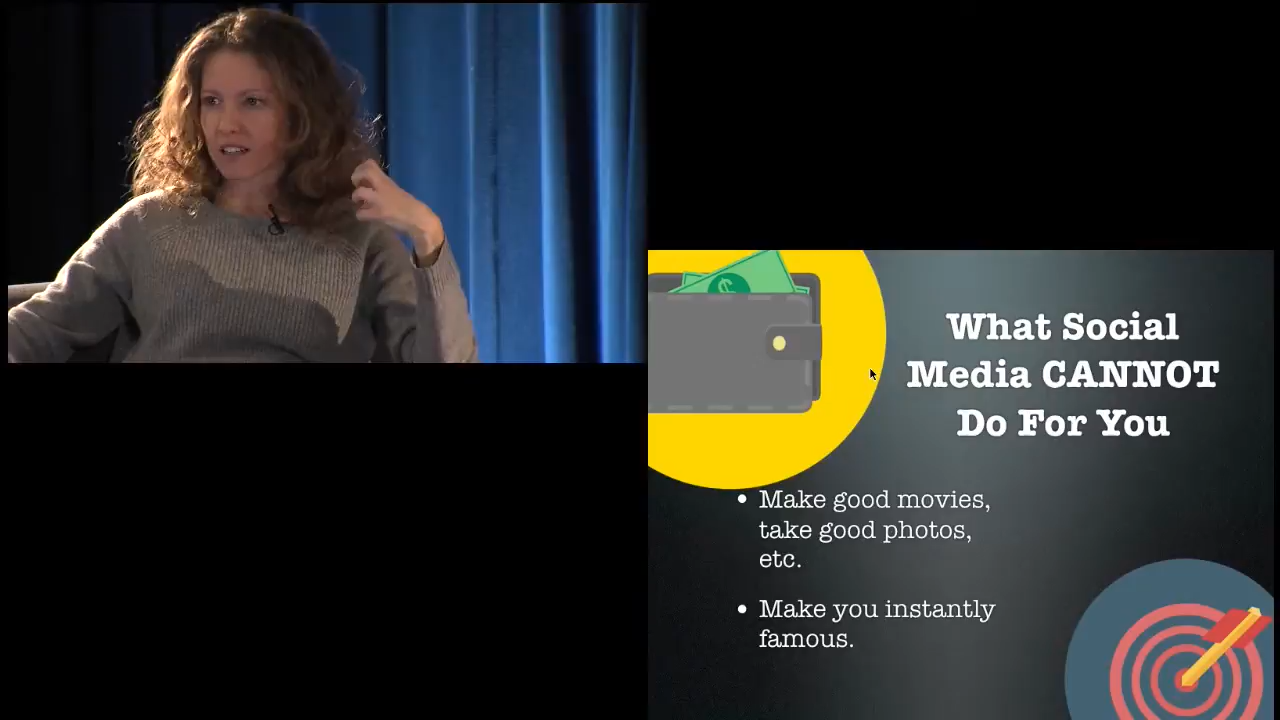 What Social
Media CANNOT
Do For You
• Make good movies,
take good photos,
etc.
• Make you instantly
famous.
$